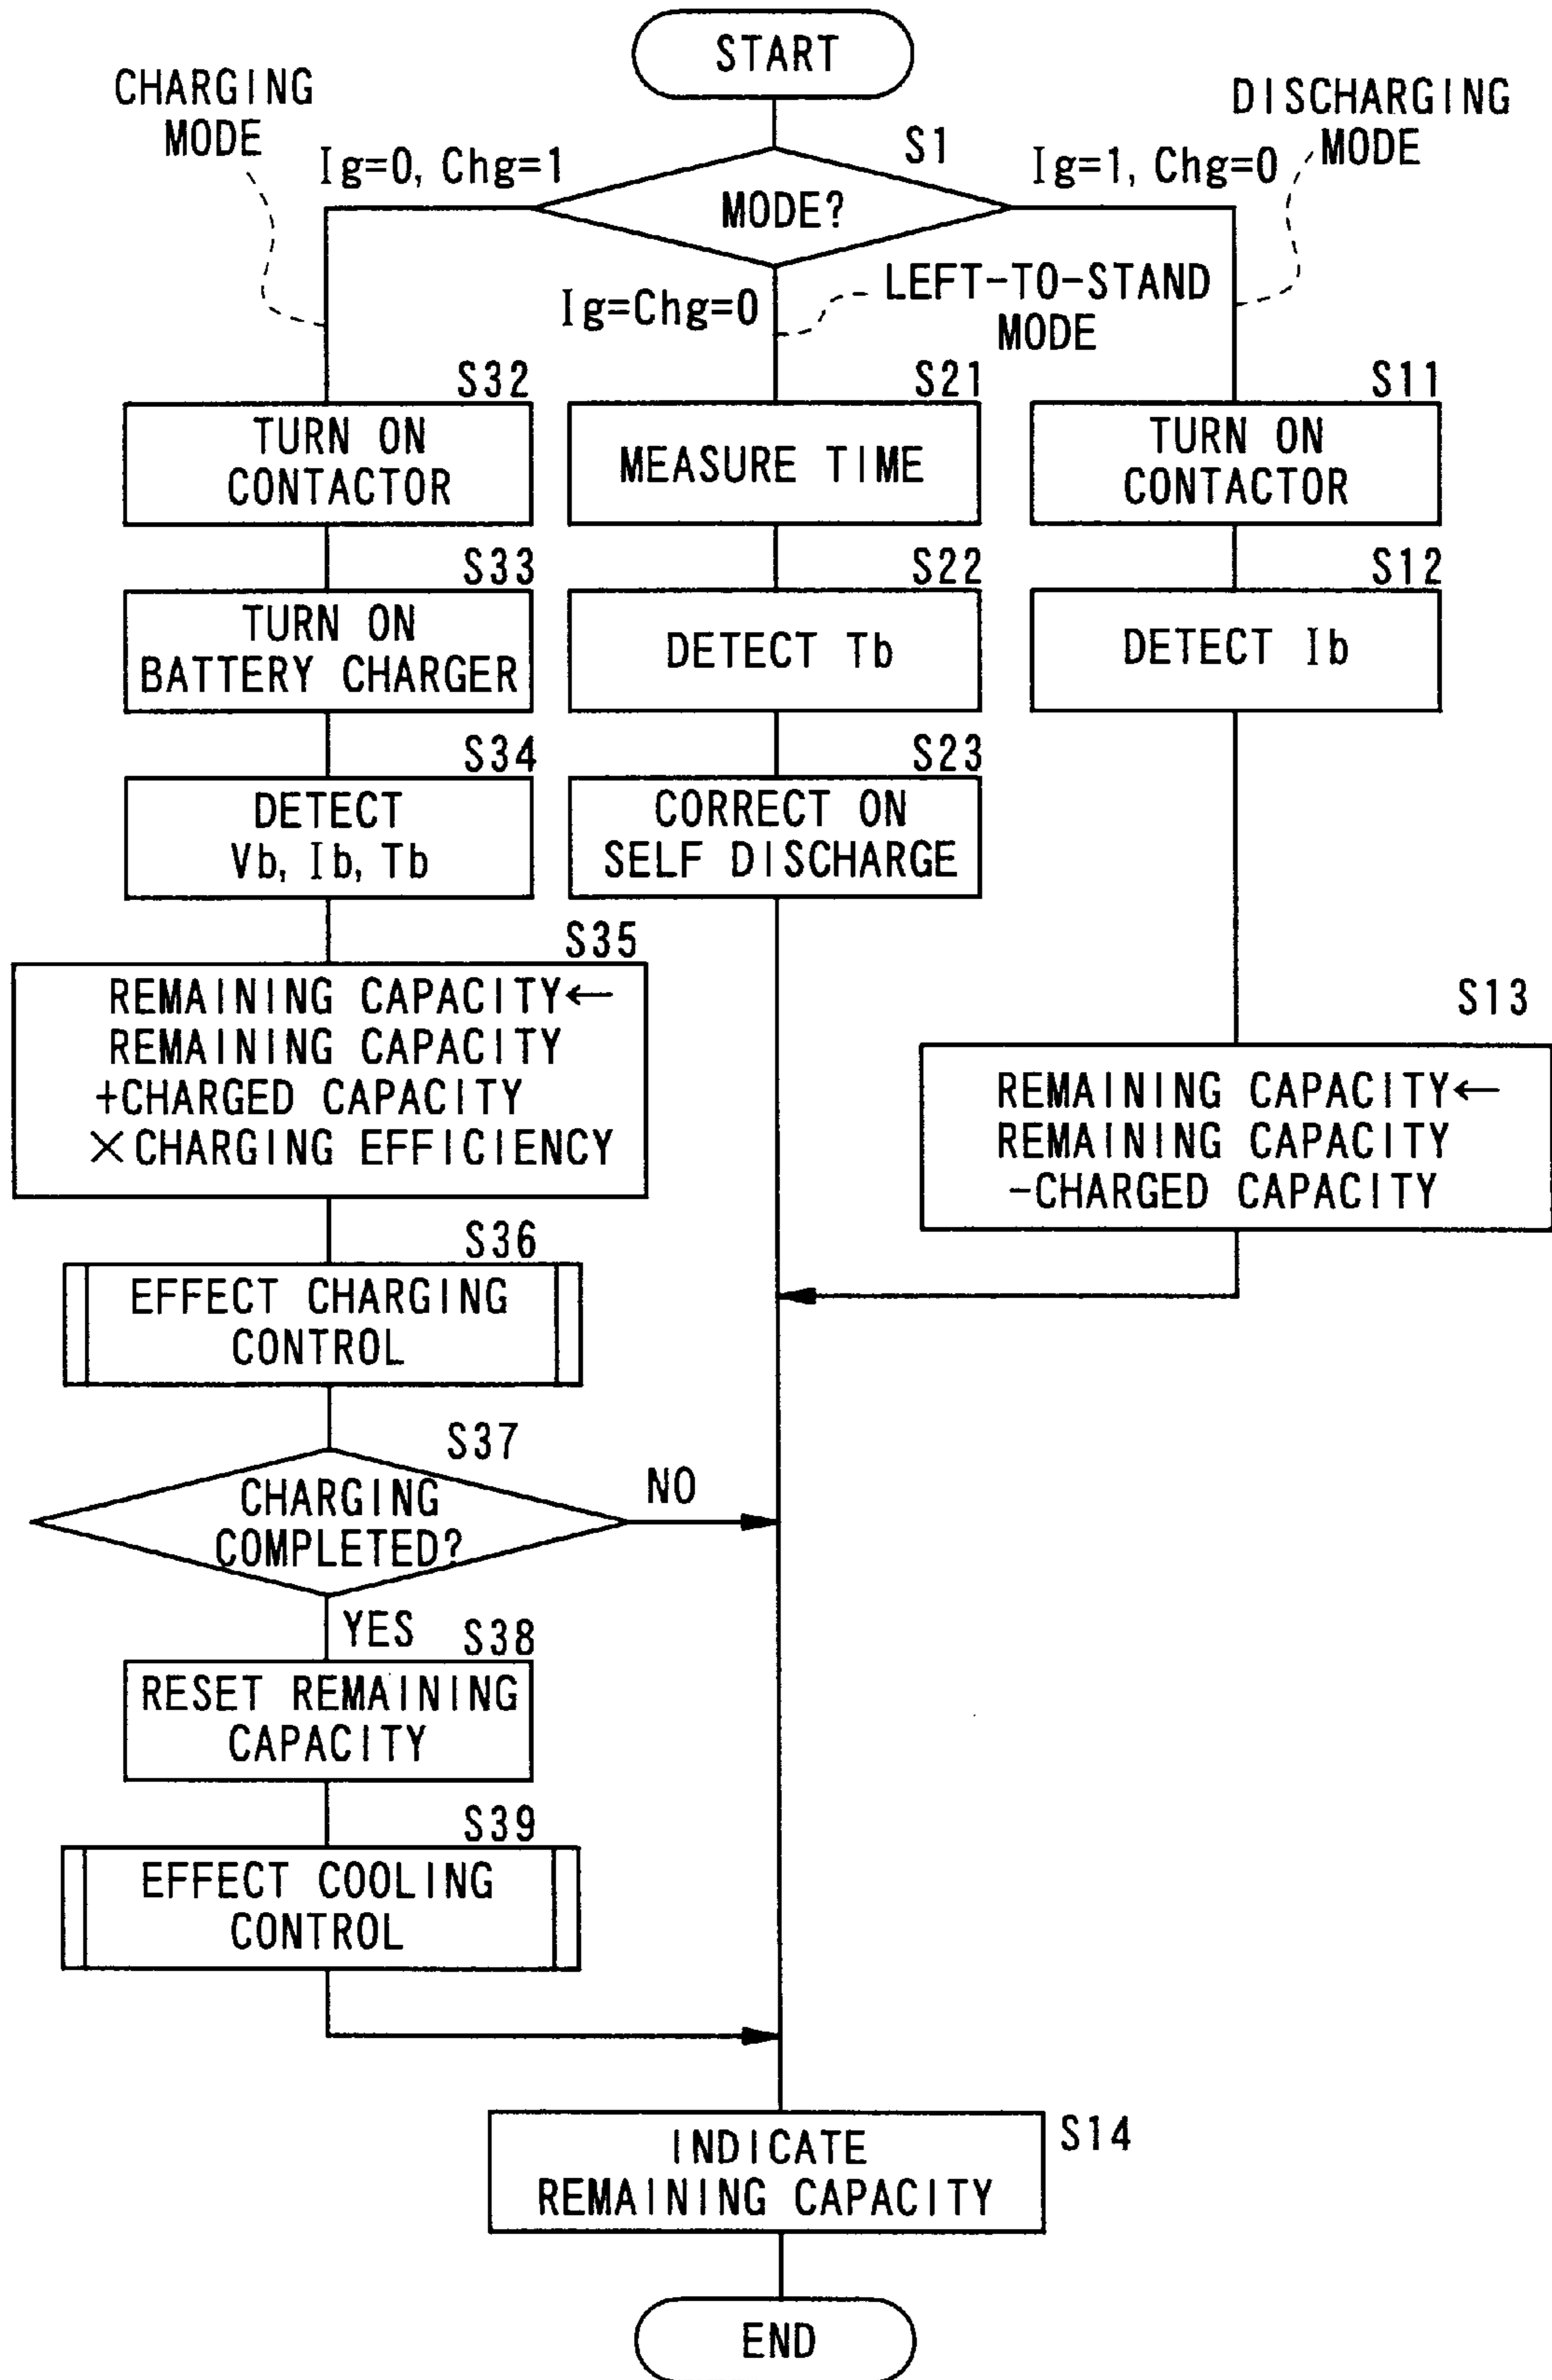 START
CHARGING
MODE
DISCHARGING
MODE
S1
Ig=0, Chg=1
Ig=1, Chg=0
MODE?
Ig=Chg=0
LEFT-TO-STAND
MODE
S32
TURN ON
CONTACTOR
S21
MEASURE TIME
S11
TURN ON
CONTACTOR
S33
TURN ON
BATTERY CHARGER
S22
DETECT Tb
S12
DETECT Ib
S34
DETECT
Vb, Ib, Tb
S23
CORRECT ON
SELF DISCHARGE
S35
REMAINING CAPACITY←
REMAINING CAPACITY
+CHARGED CAPACITY
×CHARGING EFFICIENCY
S13
REMAINING CAPACITY←
REMAINING CAPACITY
-CHARGED CAPACITY
S36
EFFECT CHARGING
CONTROL
S37
CHARGING
COMPLETED?
NO
YES
S38
RESET REMAINING
CAPACITY
S39
EFFECT COOLING
CONTROL
S14
INDICATE
REMAINING CAPACITY
END